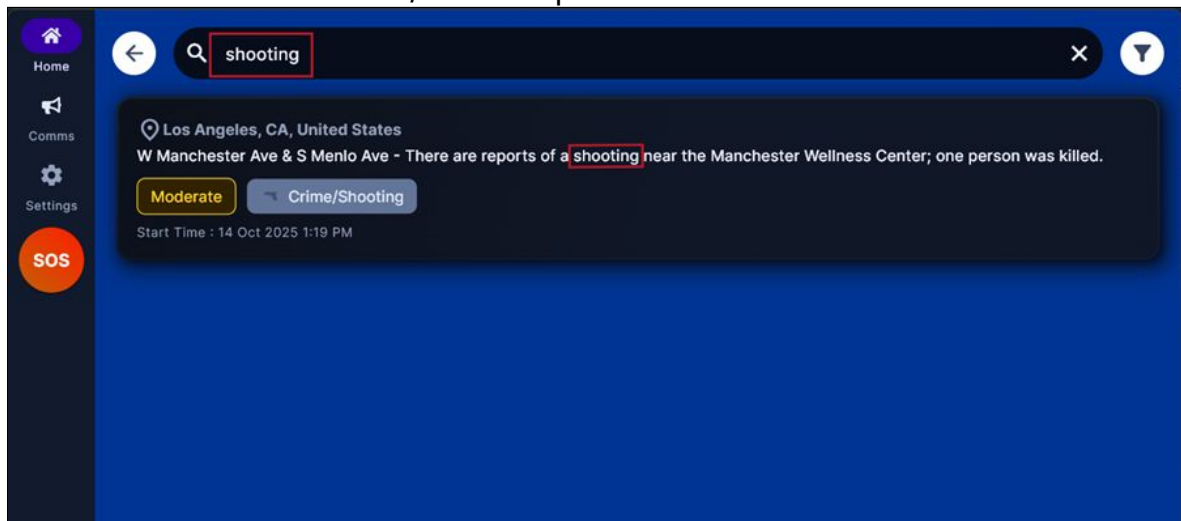 Home
shooting
Comms
Los Angeles, CA, United States
W Manchester Ave & S Menlo Ave - There are reports of a shooting near the Manchester Wellness Center; one person was killed.
Settings
Moderate
Crime/Shooting
Start Time : 14 Oct 2025 1:19 PM
SOS